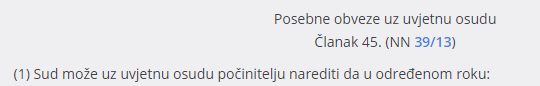 Posebne obveze uz uvjetnu osudu
Članak 45. (NN 39/13)
(1) Sud može uz uvjetnu osudu počinitelju narediti da u određenom roku: